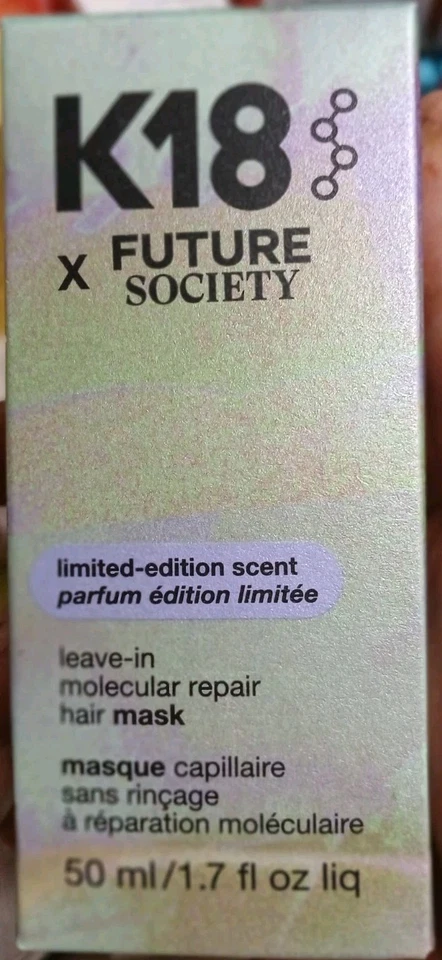 K18
x FUTURE
SOCIETY
limited-edition scent
parfum édition limitée
leave-in
molecular repair
hair mask
masque capillaire
sans rinçage
à réparation moléculaire
50 ml/1.7 fl oz liq